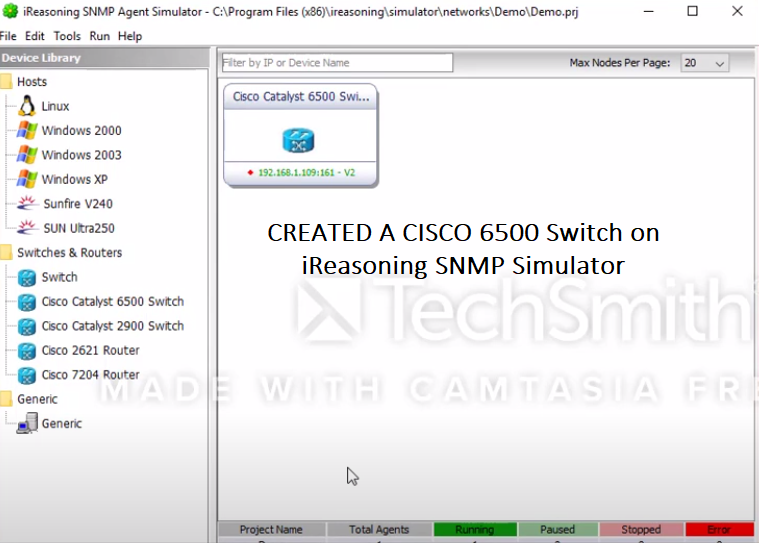 iReasoning SNMP Agent Simulator - C:\Program Files (x86)\ireasoning\simulator\networks\Demo\Demo.prj
File Edit Tools Run Help
Device Library
Hosts
Linux
Windows 2000
Windows 2003
Windows XP
Sunfire V240
SUN Ultra250
Switches & Routers
Switch
Cisco Catalyst 6500 Switch
Cisco Catalyst 2900 Switch
Cisco 2621 Router
Cisco 7204 Router
Generic
Generic
Filter by IP or Device Name
Max Nodes Per Page: 20
Cisco Catalyst 6500 Swi...
192.168.1.109:161 - V2
CREATED A CISCO 6500 Switch on
iReasoning SNMP Simulator
TechSmith
MADE WITH CAMTASIA FRE
Project Name Total Agents Running Paused Stopped Error